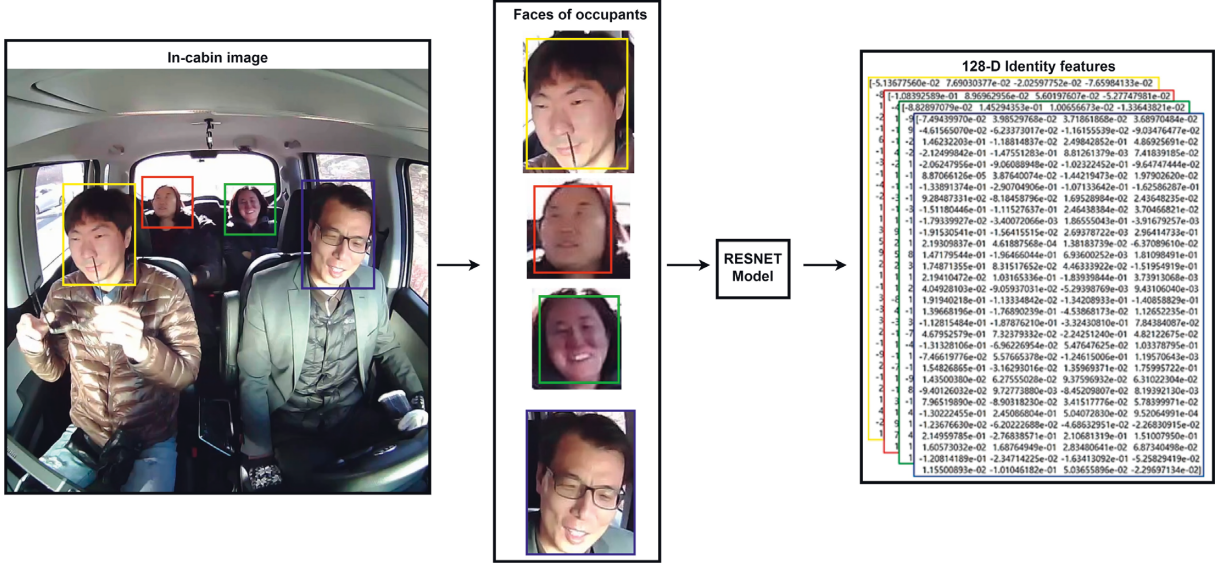 In-cabin image
Faces of occupants
RESNET
Model
128-D Identity features
[-5.13677560e-02 7.69030377e-02 -2.02597752e-02 -7.65984133e-02
[-1.08392589e-01 8.96962956e-02 5.60197607e-02 -5.27747981e-02
[-8.82897079e-02 1.45294353e-01 1.00656673e-02 -1.33643821e-02
[-7.49439970e-02 3.98529768e-02 3.71861868e-02 3.68970484e-02
-4.61565070e-02 -6.23373017e-02 -1.16155539e-02 -9.03476477e-02
1.46232203e-01 -1.18814837e-02 2.49842852e-01 4.86925691e-02
-2.12499842e-01 -1.47551283e-01 8.81261379e-03 7.41839185e-02
-2.06247956e-01 -9.06088948e-02 -1.02322452e-01 -9.64747444e-02
8.87066126e-05 3.87640074e-02 -1.44219473e-02 1.97902620e-02
-1.33891374e-01 -2.90704906e-01 -1.07133642e-01 -1.62586287e-01
9.28487331e-02 -8.18458796e-02 1.69528984e-01 2.43648235e-02
-1.51180446e-01 -1.11527637e-01 2.46438384e-02 3.70466821e-02
-1.79339927e-02 -3.40072066e-03 1.86555043e-01 -3.91679257e-03
-1.91530541e-01 -1.56415515e-02 2.69378722e-03 2.96414733e-01
2.19309837e-01 4.61887568e-04 1.38183739e-02 -6.37089610e-02
1.47179544e-01 -1.96466044e-01 6.93600252e-03 1.81098491e-01
1.74871355e-01 8.31517652e-02 4.46333922e-02 -1.51954919e-01
2.19410472e-02 1.03165336e-01 -1.83939844e-01 3.73913068e-03
4.04928103e-02 -9.05937031e-02 -5.29398769e-03 9.43106040e-03
1.91940218e-01 -1.13334842e-02 -1.34208933e-01 -1.40858829e-01
1.39668196e-01 -1.76890239e-01 -4.53868173e-02 1.12652235e-01
-1.12815484e-01 -1.87876210e-01 -3.32430810e-01 7.84384087e-02
4.67952579e-01 7.32379332e-02 -2.24251240e-01 4.82122675e-02
-1.31328106e-01 -6.96226954e-02 5.47647625e-02 1.03378795e-01
-7.46619776e-02 5.57665378e-02 -1.24615006e-01 1.19570643e-03
1.54826865e-01 -3.16293016e-02 1.35969371e-01 1.75995722e-01
1.43500380e-02 6.27555028e-02 9.37596932e-02 6.31022304e-02
-9.40126032e-02 9.72773880e-03 -8.45209807e-02 8.19392130e-03
7.96519890e-02 -8.90318230e-02 3.41517776e-02 5.78399971e-02
-1.30222455e-01 2.45086804e-01 5.04072830e-02 9.52064991e-04
-1.23676630e-02 -6.20222688e-02 -4.68632951e-02 -2.26830915e-02
2.14959785e-01 -2.76838571e-01 2.10681319e-01 1.51007950e-01
1.60573032e-02 1.68764949e-01 2.83480641e-02 6.87340498e-02
-1.20814189e-01 -2.34714225e-02 -1.63413092e-01 -5.25829419e-02
1.15500893e-02 -1.01046182e-01 5.03655896e-02 -2.29697134e-02]